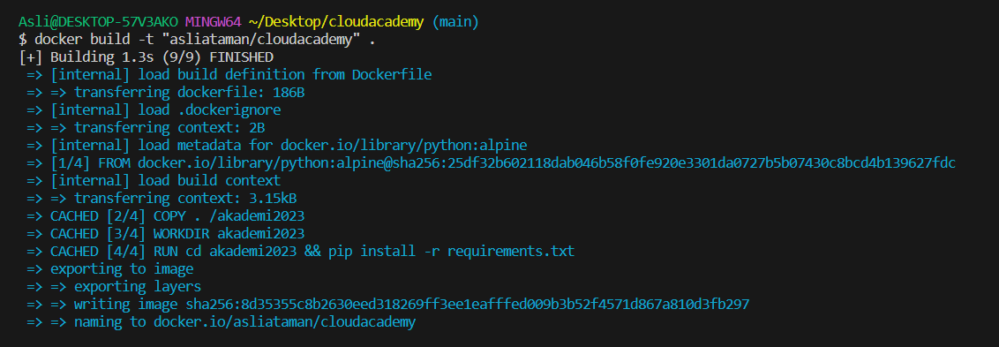 Asli@DESKTOP-57V3AKO MINGW64 ~/Desktop/cloudacademy (main)
$ docker build -t "asliataman/cloudacademy" .
[+] Building 1.3s (9/9) FINISHED
=> [internal] load build definition from Dockerfile
=> => transferring dockerfile: 186B
=> [internal] load .dockerignore
=> => transferring context: 2B
=> [internal] load metadata for docker.io/library/python:alpine
=> [1/4] FROM docker.io/library/python:alpine@sha256:25df32b602118dab046b58f0fe920e3301da0727b5b07430c8bcd4b139627fdc
=> [internal] load build context
=> => transferring context: 3.15kB
=> CACHED [2/4] COPY . /akademi2023
=> CACHED [3/4] WORKDIR akademi2023
=> CACHED [4/4] RUN cd akademi2023 && pip install -r requirements.txt
=> exporting to image
=> => exporting layers
=> => writing image sha256:8d35355c8b2630eed318269ff3ee1eafffed009b3b52f4571d867a810d3fb297
=> => naming to docker.io/asliataman/cloudacademy